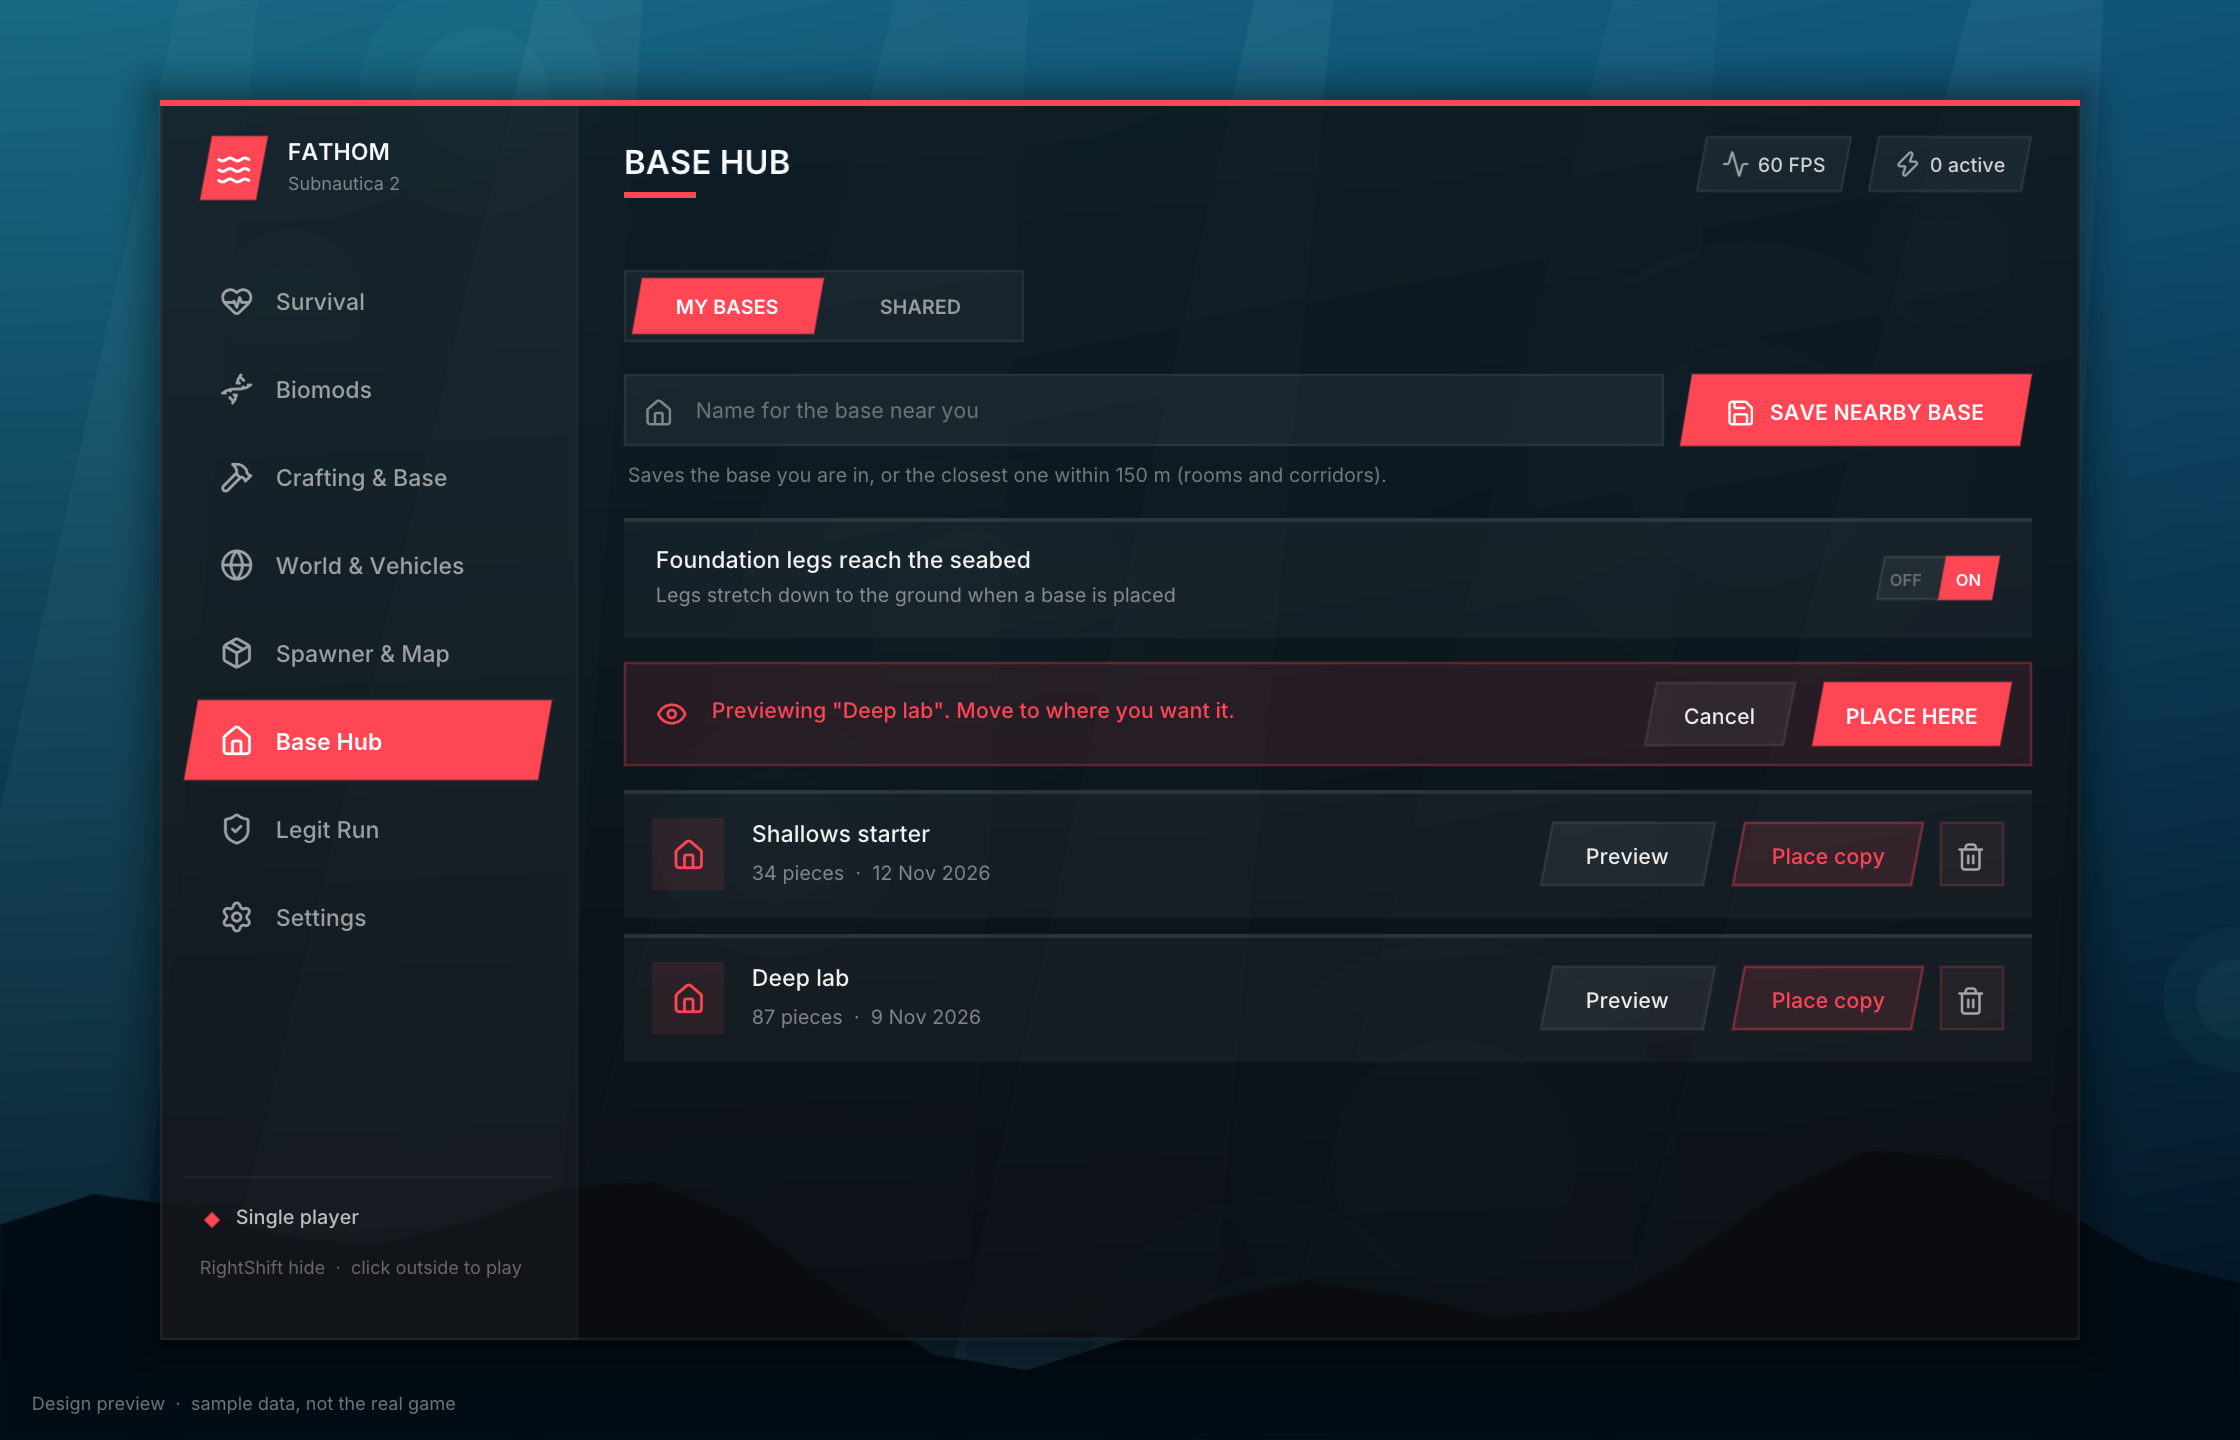 FATHOM
Subnautica 2
Survival
Biomods
Crafting & Base
World & Vehicles
Spawner & Map
Base Hub
Legit Run
Settings
Single player
RightShift hide · click outside to play
BASE HUB
60 FPS
0 active
MY BASES
SHARED
Name for the base near you
SAVE NEARBY BASE
Saves the base you are in, or the closest one within 150 m (rooms and corridors).
Foundation legs reach the seabed
Legs stretch down to the ground when a base is placed
OFF
ON
Previewing "Deep lab". Move to where you want it.
Cancel
PLACE HERE
Shallows starter
34 pieces · 12 Nov 2026
Preview
Place copy
Deep lab
87 pieces · 9 Nov 2026
Preview
Place copy
Design preview · sample data, not the real game